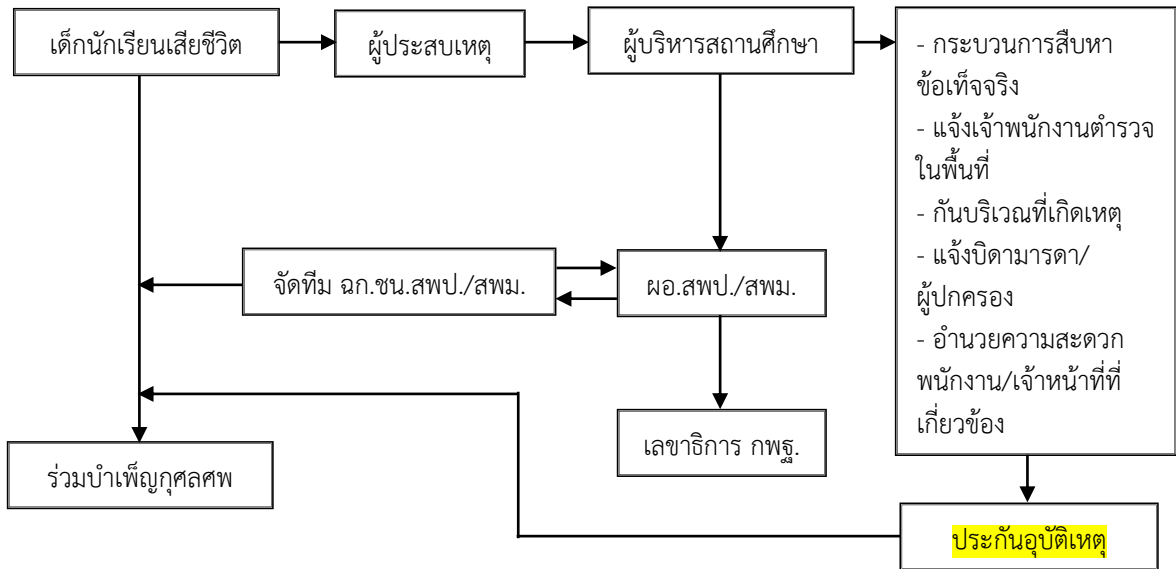 เด็กนักเรียนเสียชีวิต
ผู้ประสบเหตุ
ผู้บริหารสถานศึกษา
- กระบวนการสืบหา
ข้อเท็จจริง
- แจ้งเจ้าพนักงานตำรวจ
ในพื้นที่
- กันบริเวณที่เกิดเหตุ
- แจ้งบิดามารดา/
ผู้ปกครอง
- อำนวยความสะดวก
พนักงาน/เจ้าหน้าที่ที่
เกี่ยวข้อง
จัดทีม ฉก.ชน.สพป./สพม.
ผอ.สพป./สพม.
เลขาธิการ กพฐ.
ร่วมบำเพ็ญกุศลศพ
ประกันอุบัติเหตุ